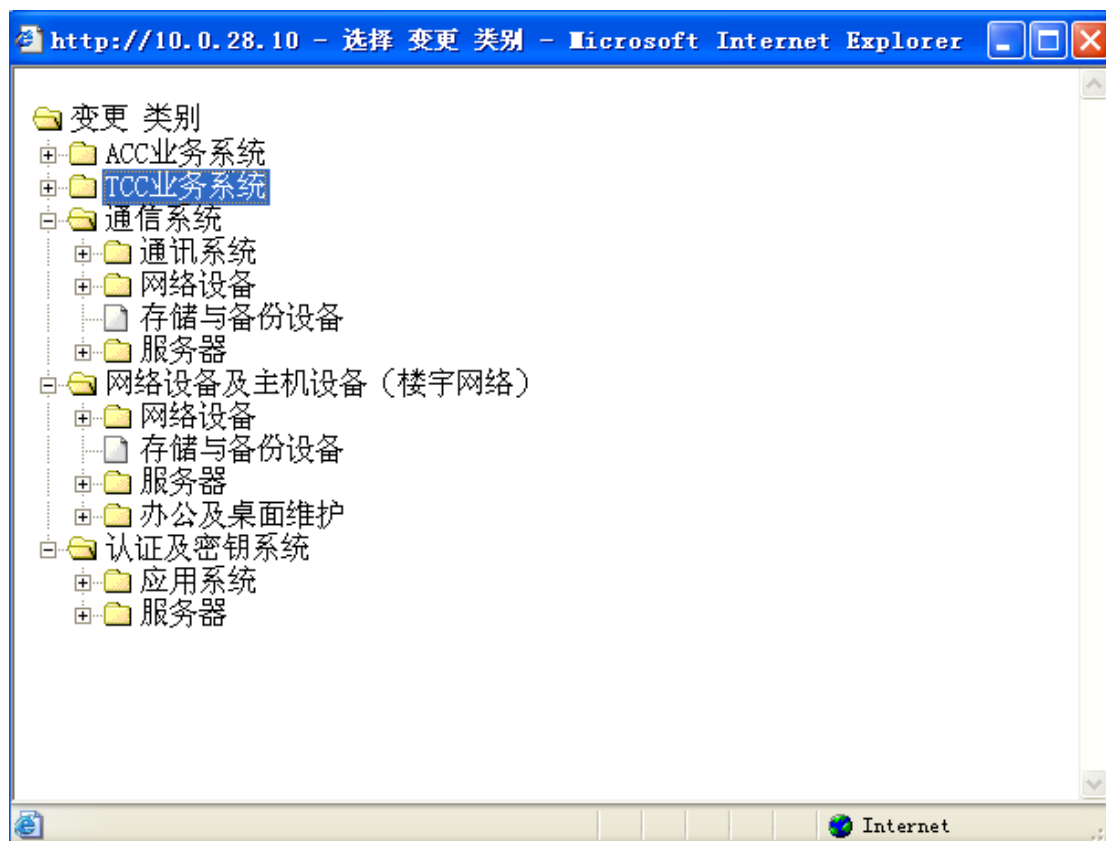 http://10.0.28.10 - 选择 变更 类别 - Microsoft Internet Explorer
变更 类别
ACC业务系统
TCC业务系统
通信系统
通讯系统
网络设备
存储与备份设备
服务器
网络设备及主机设备（楼宇网络）
网络设备
存储与备份设备
服务器
办公及桌面维护
认证及密钥系统
应用系统
服务器
Internet